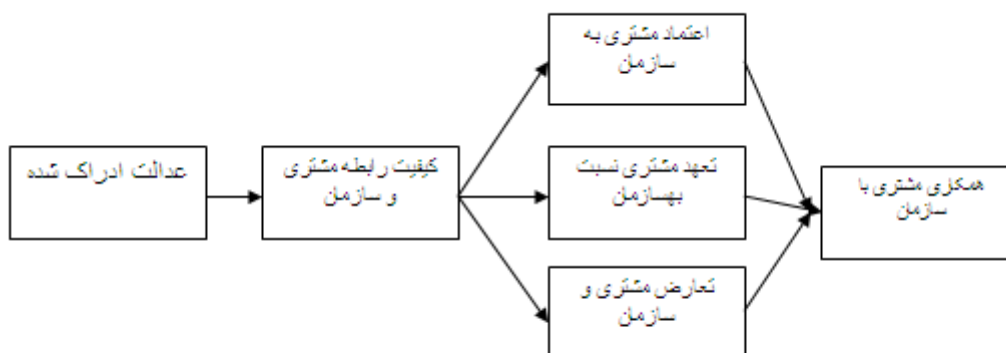 اعتماد مشتری به
سازمان
عدالت ادراک شده
کیفیت رابطه مشتری
و سازمان
تعهد مشتری نسبت
بهسازمان
همکاری مشتری با
سازمان
تعارض مشتری و
سازمان